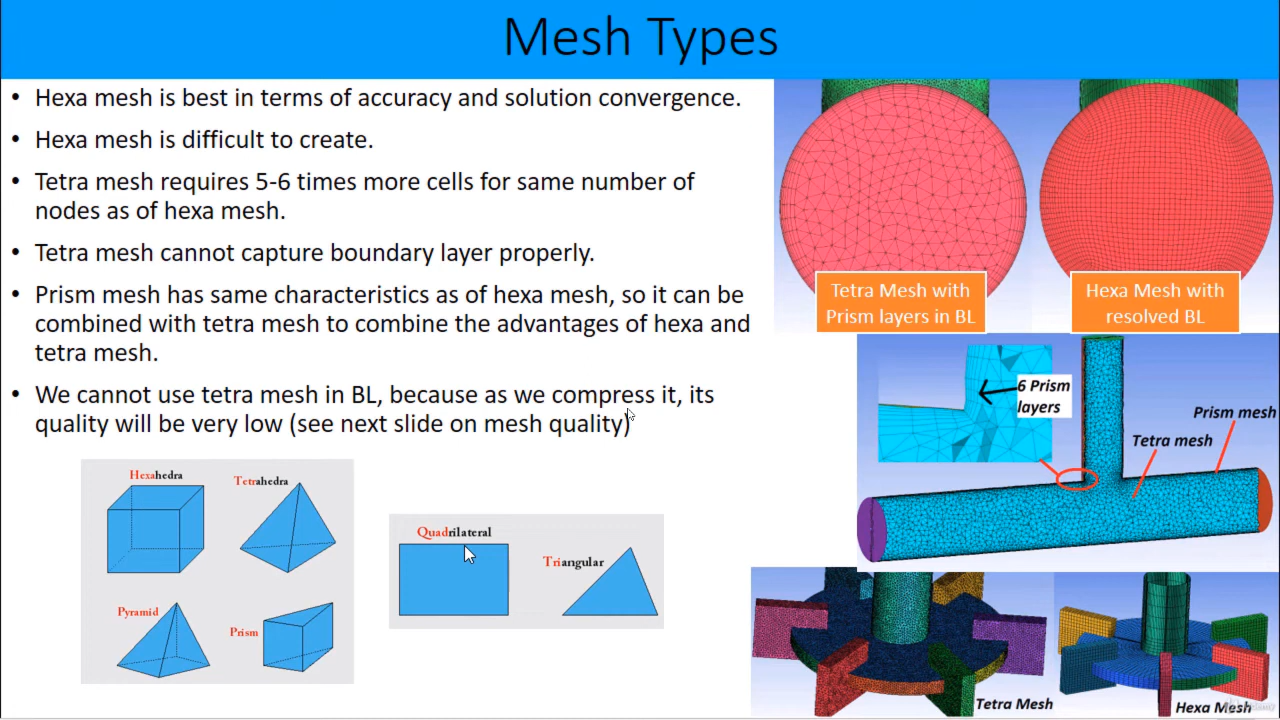 Mesh Types
• Hexa mesh is best in terms of accuracy and solution convergence.
• Hexa mesh is difficult to create.
• Tetra mesh requires 5-6 times more cells for same number of
nodes as of hexa mesh.
• Tetra mesh cannot capture boundary layer properly.
• Prism mesh has same characteristics as of hexa mesh, so it can be
combined with tetra mesh to combine the advantages of hexa and
tetra mesh.
• We cannot use tetra mesh in BL, because as we compress it, its
quality will be very low (see next slide on mesh quality)
Hexahedra
Tetrahedra
Pyramid
Prism
Quadrilateral
Triangular
Tetra Mesh with
Prism layers in BL
Hexa Mesh with
resolved BL
6 Prism
layers
Prism mesh
Tetra mesh
Tetra Mesh
Hexa Mesh